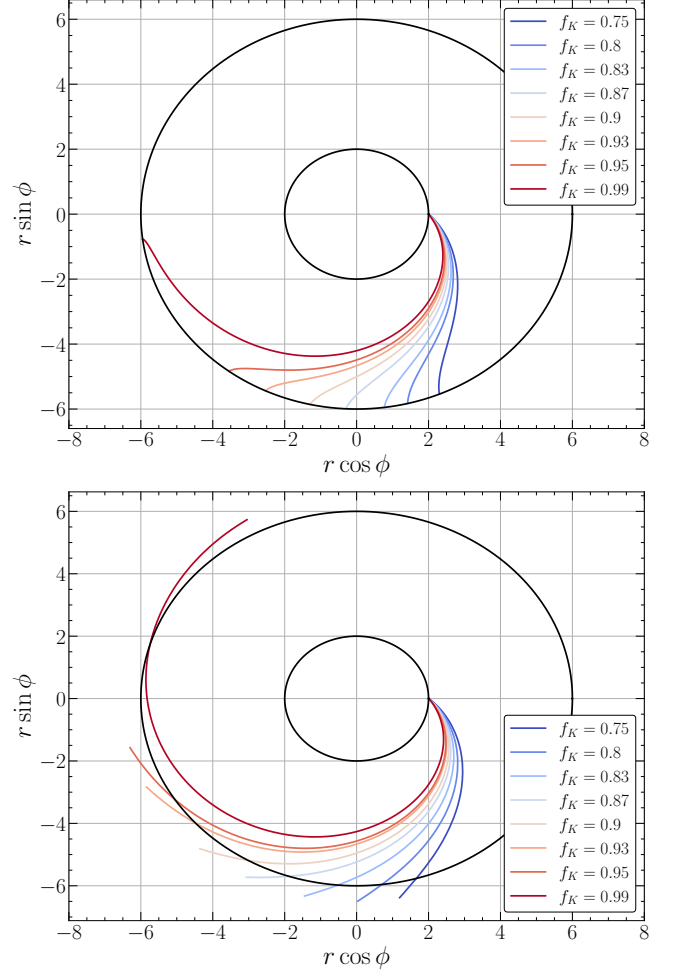 6
4
2
0
−2
−4
−6
r sin ϕ
−8 −6 −4 −2 0 2 4 6 8
r cos ϕ
f_K = 0.75
f_K = 0.8
f_K = 0.83
f_K = 0.87
f_K = 0.9
f_K = 0.93
f_K = 0.95
f_K = 0.99
6
4
2
0
−2
−4
−6
r sin ϕ
−8 −6 −4 −2 0 2 4 6 8
r cos ϕ
f_K = 0.75
f_K = 0.8
f_K = 0.83
f_K = 0.87
f_K = 0.9
f_K = 0.93
f_K = 0.95
f_K = 0.99